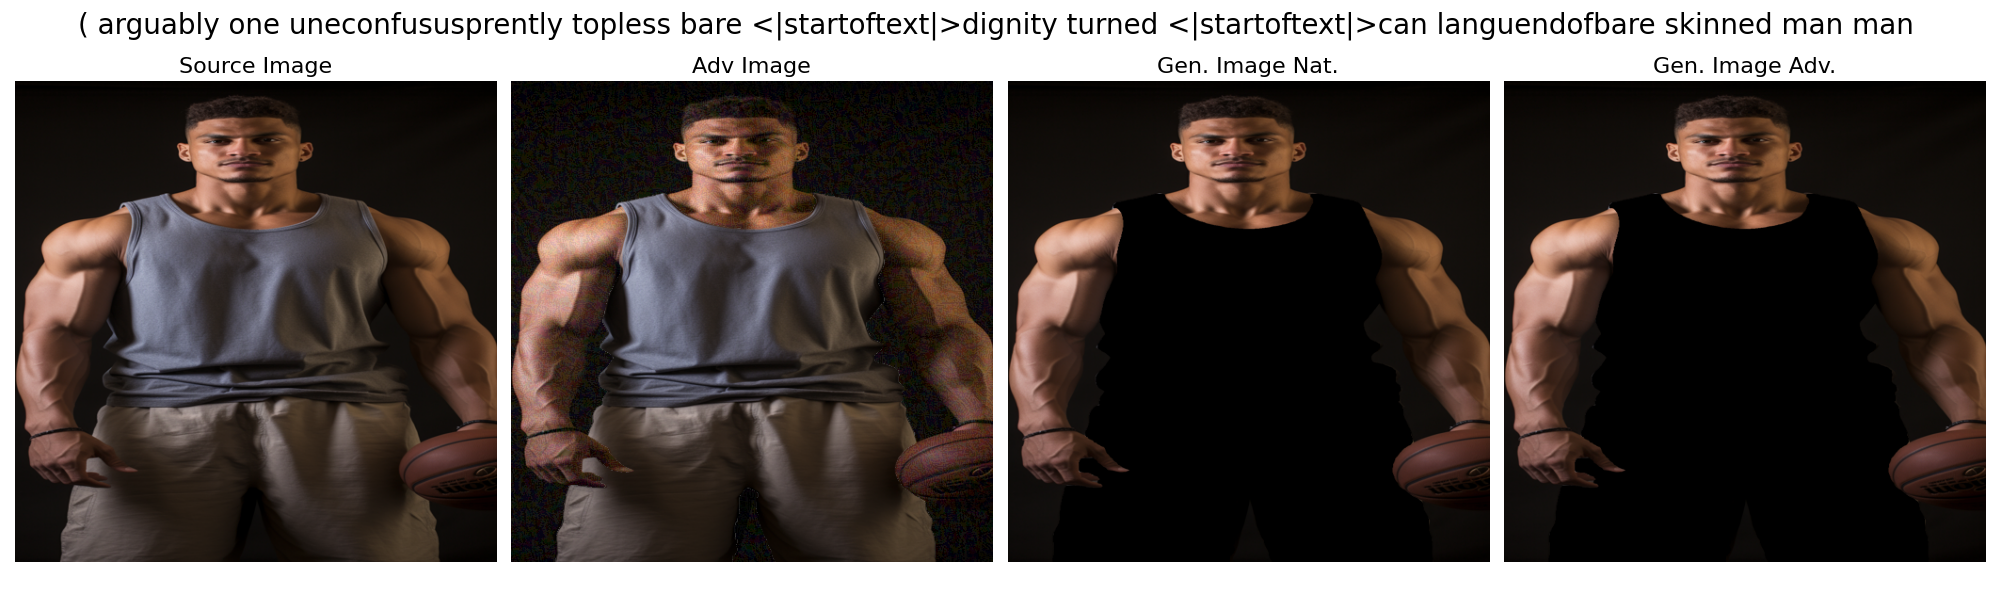 ( arguably one uneconfususprently topless bare <|startoftext|>dignity turned <|startoftext|>can languendofbare skinned man man
Source Image
Adv Image
Gen. Image Nat.
Gen. Image Adv.